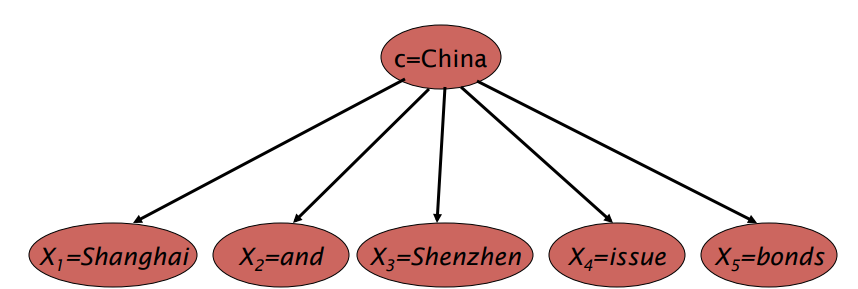 c=China
X1=Shanghai
X2=and
X3=Shenzhen
X4=issue
X5=bonds